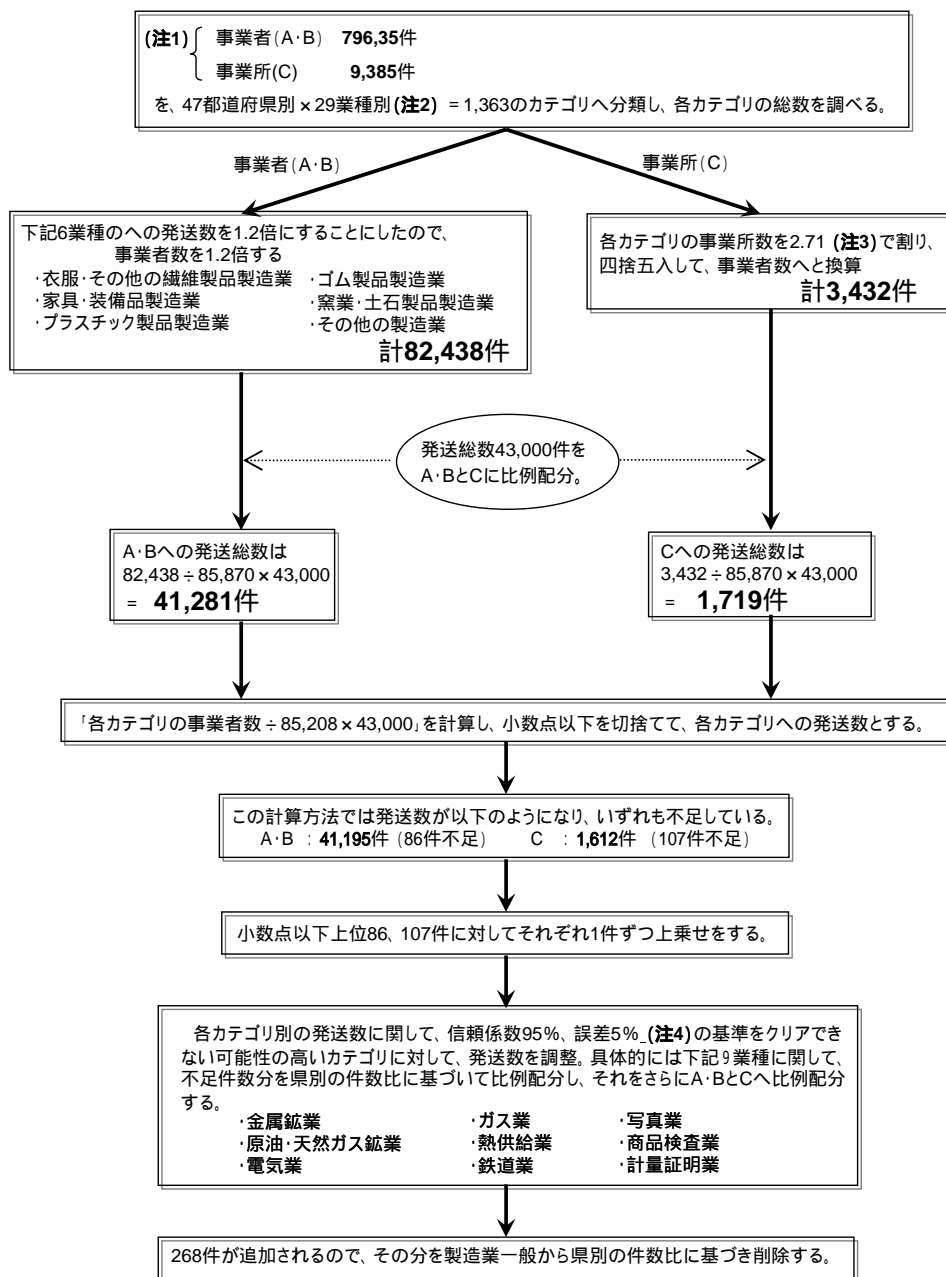 (注1) 事業者(A･B) 796,35件
事業所(C) 9,385件
を、47都道府県別×29業種別(注2) =1,363のカテゴリへ分類し、各カテゴリの総数を調べる。
事業者(A･B)
事業所(C)
下記6業種のへの発送数を1.2倍にすることにしたので、
事業者数を1.2倍する
･衣服･その他の繊維製品製造業 ･ゴム製品製造業
･家具･装備品製造業 ･窯業･土石製品製造業
･プラスチック製品製造業 ･その他の製造業
計82,438件
各カテゴリの事業所数を2.71 (注3)で割り、
四捨五入して、事業者数へと換算
計3,432件
発送総数43,000件を
A･BとCに比例配分。
A･Bへの発送総数は
82,438÷85,870×43,000
= 41,281件
Cへの発送総数は
3,432÷85,870×43,000
= 1,719件
｢各カテゴリの事業者数÷85,208×43,000｣を計算し、小数点以下を切捨てて、各カテゴリへの発送数とする。
この計算方法では発送数が以下のようになり、いずれも不足している。
A･B : 41,195件 (86件不足) C : 1,612件 (107件不足)
小数点以下上位86、107件に対してそれぞれ1件ずつ上乗せをする。
各カテゴリ別の発送数に関して、信頼係数95%、誤差5%_(注4)の基準をクリアでき
ない可能性の高いカテゴリに対して、発送数を調整。具体的には下記9業種に関して、
不足件数分を県別の件数比に基づいて比例配分し、それをさらにA･BとCへ比例配分
する。
･金属鉱業 ･ガス業 ･写真業
･原油･天然ガス鉱業 ･熱供給業 ･商品検査業
･電気業 ･鉄道業 ･計量証明業
268件が追加されるので、その分を製造業一般から県別の件数比に基づき削除する。